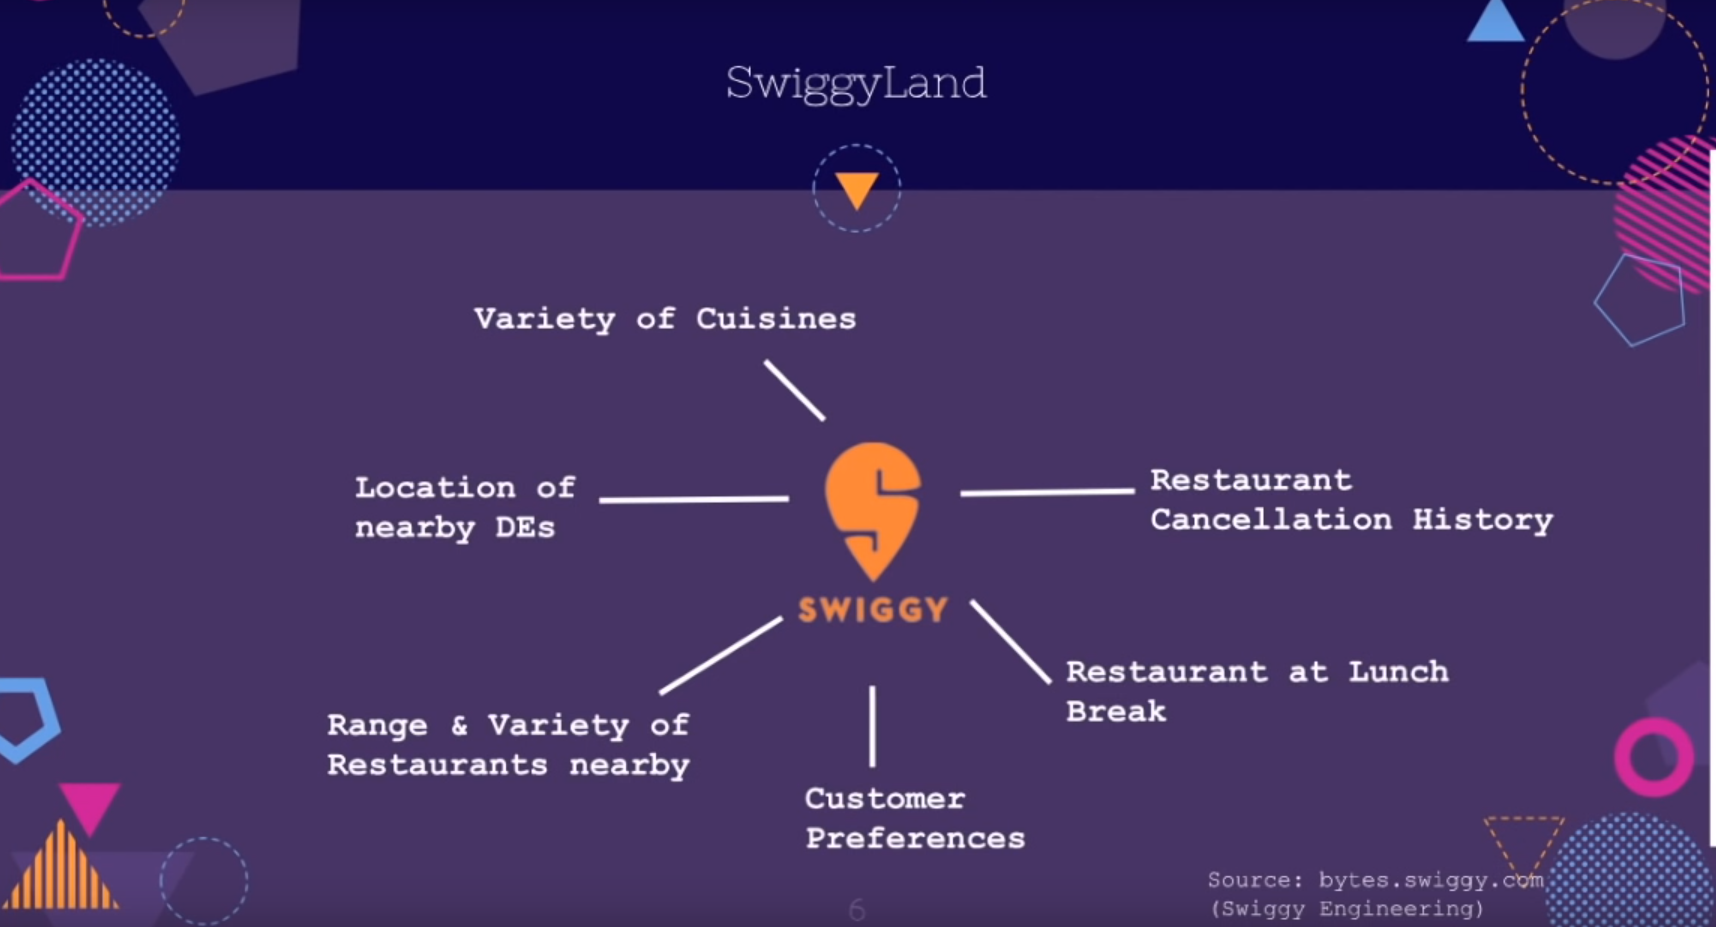 SwiggyLand
Variety of Cuisines
Location of
nearby DEs
Restaurant
Cancellation History
SWIGGY
Range & Variety of
Restaurants nearby
Restaurant at Lunch
Break
Customer
Preferences
Source: bytes.swiggy.com
(Swiggy Engineering)
6